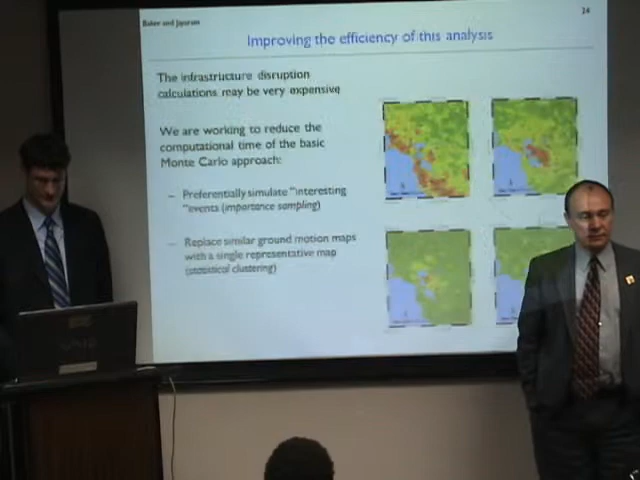 Baker and Jayaram
24
Improving the efficiency of this analysis
The infrastructure disruption
calculations may be very expensive
We are working to reduce the
computational time of the basic
Monte Carlo approach:
– Preferentially simulate "interesting
"events (importance sampling)
– Replace similar ground motion maps
with a single representative map
(statistical clustering)